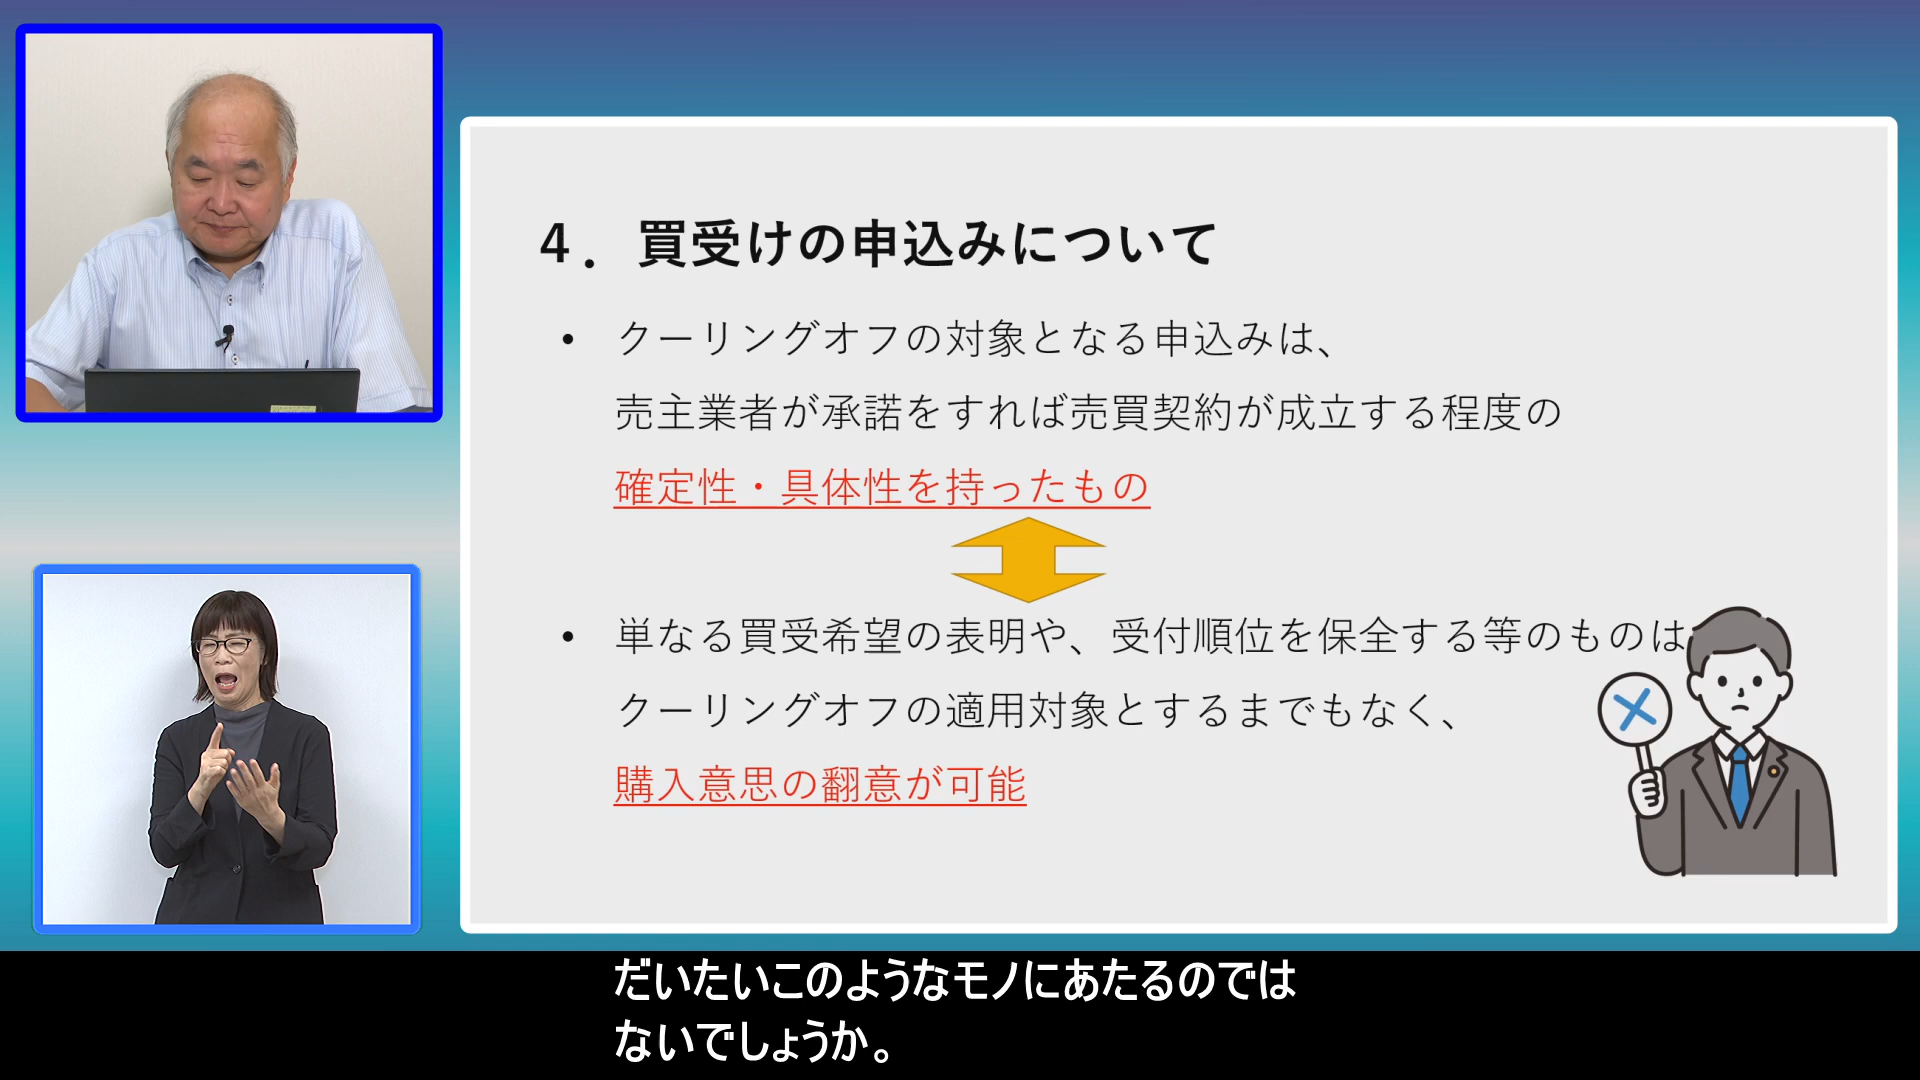 ４．買受けの申込みについて
• クーリングオフの対象となる申込みは、
売主業者が承諾をすれば売買契約が成立する程度の
確定性・具体性を持ったもの
• 単なる買受希望の表明や、受付順位を保全する等のものは
クーリングオフの適用対象とするまでもなく、
購入意思の翻意が可能
だいたいこのようなモノにあたるのでは
ないでしょうか。